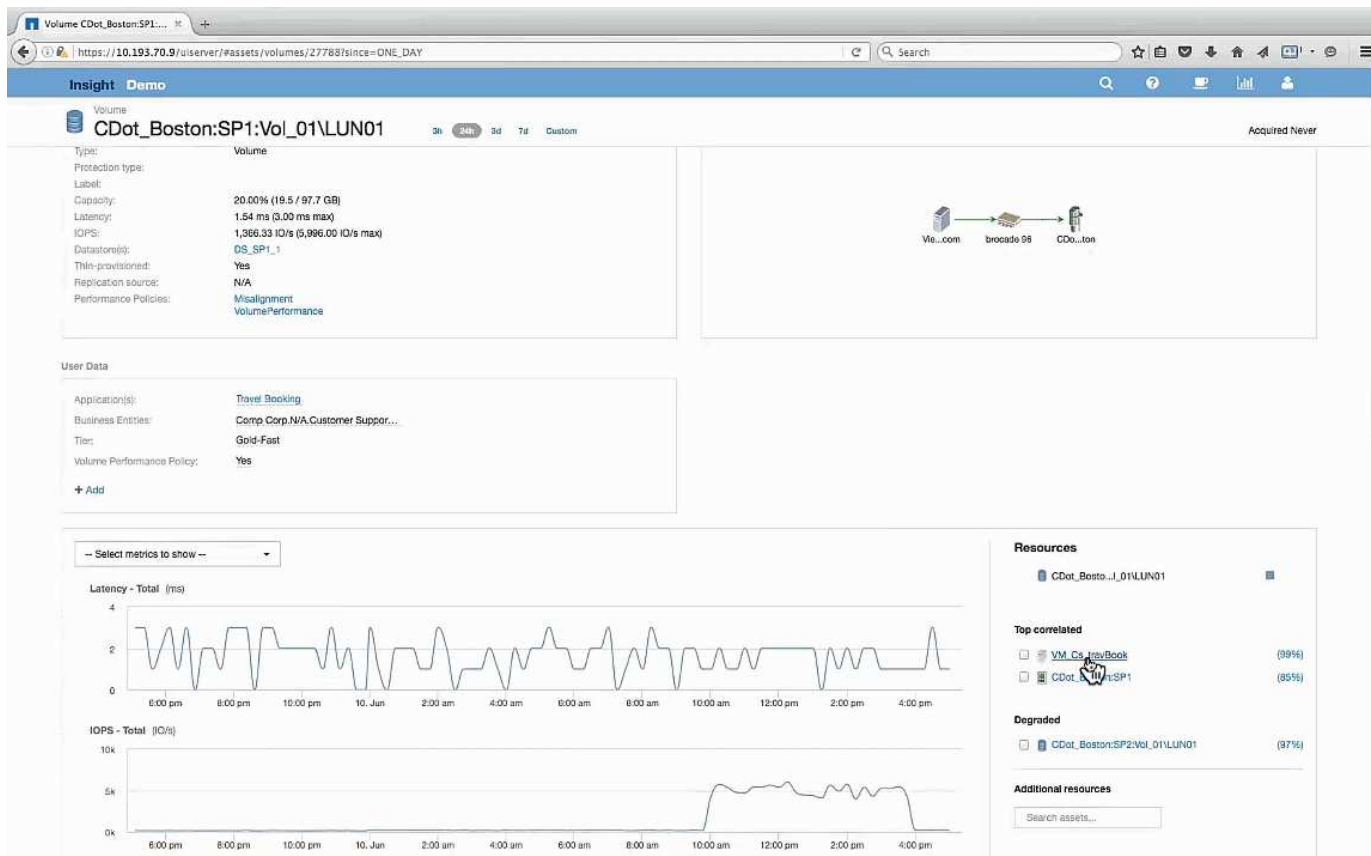 Volume CDot_Boston:SP1:...
https://10.193.70.9/uiserver/#assets/volumes/27788?since=ONE_DAY
Search
Insight Demo
Volume
CDot_Boston:SP1:Vol_01\LUN01
3h 24h 3d 7d Custom
Acquired Never
Type: Volume
Protection type:
Label:
Capacity: 20.00% (19.5 / 97.7 GB)
Latency: 1.54 ms (3.00 ms max)
IOPS: 1,366.33 IO/s (5,996.00 IO/s max)
Datastore(s): DS_SP1_1
Thin-provisioned: Yes
Replication source: N/A
Performance Policies: Misalignment
VolumePerformance
Vie...com brocade 96 CDo...ton
User Data
Application(s): Travel Booking
Business Entities: Comp Corp.N/A.Customer Suppor...
Tier: Gold-Fast
Volume Performance Policy: Yes
+ Add
-- Select metrics to show --
Latency - Total (ms)
4
2
0
6:00 pm 8:00 pm 10:00 pm 10. Jun 2:00 am 4:00 am 6:00 am 8:00 am 10:00 am 12:00 pm 2:00 pm 4:00 pm
IOPS - Total (IO/s)
10k
5k
0k
6:00 pm 8:00 pm 10:00 pm 10. Jun 2:00 am 4:00 am 6:00 am 8:00 am 10:00 am 12:00 pm 2:00 pm 4:00 pm
Resources
CDot_Bosto...l_01\LUN01
Top correlated
VM_Cs_travBook (99%)
CDot_B n:SP1 (85%)
Degraded
CDot_Boston:SP2:Vol_01\LUN01 (97%)
Additional resources
Search assets...